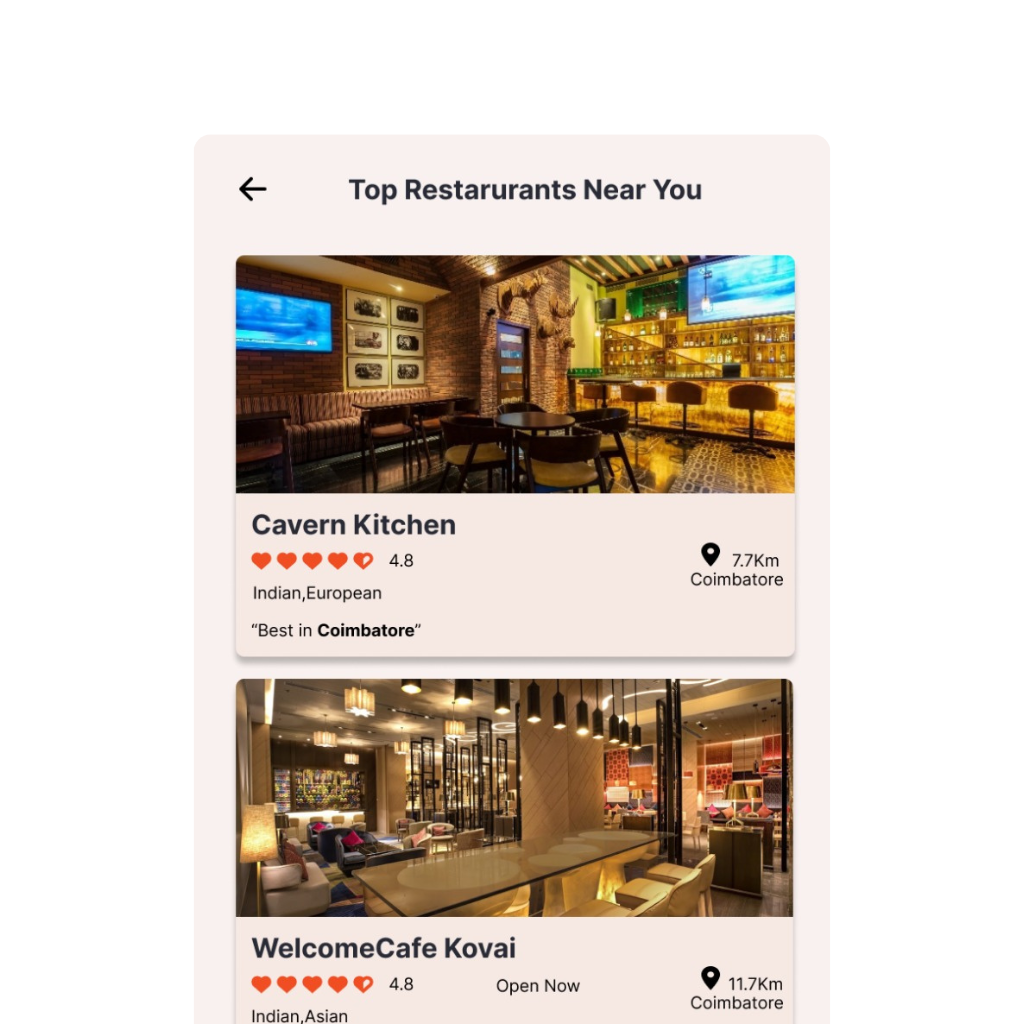 Top Restarurants Near You
Cavern Kitchen
4.8
7.7Km
Coimbatore
Indian,European
“Best in Coimbatore”
WelcomeCafe Kovai
4.8
Open Now
11.7Km
Coimbatore
Indian,Asian